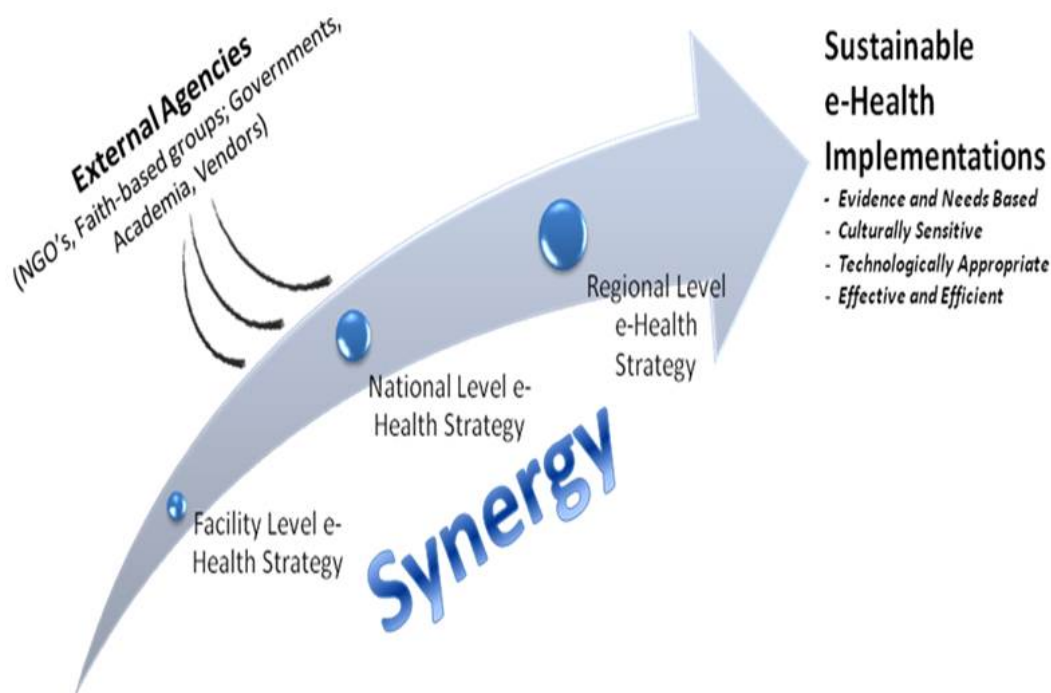 External Agencies
(NGO's, Faith-based groups; Governments,
Academia, Vendors)
Sustainable
e-Health
Implementations
- Evidence and Needs Based
- Culturally Sensitive
- Technologically Appropriate
- Effective and Efficient
Regional Level
e-Health
Strategy
National Level e-
Health Strategy
Synergy
Facility Level e-
Health Strategy